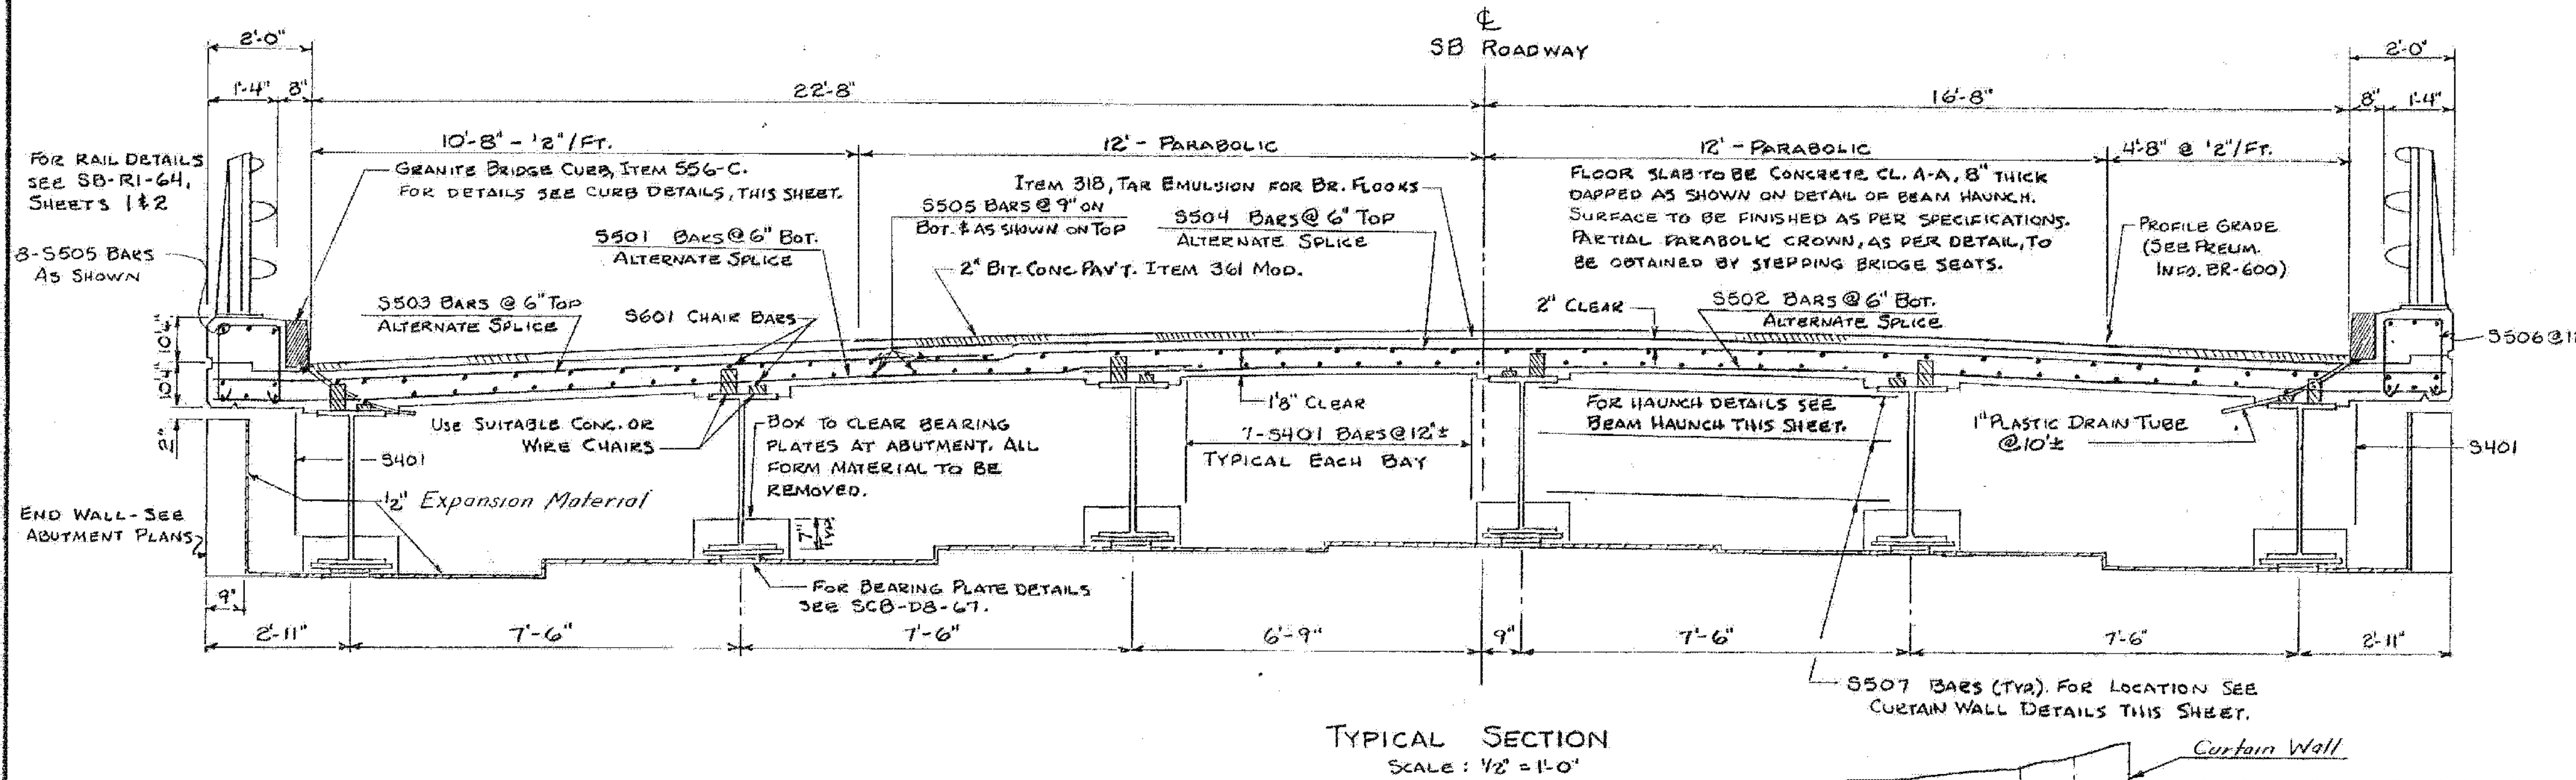 ℄
SB ROADWAY
2'-0"
2'-0"
1'-4" 8"
22'-8"
16'-8"
8" 1'-4"
10'-8" - 1/2"/FT.
12' - PARABOLIC
12' - PARABOLIC
4'-8" @ 1/2"/FT.
FOR RAIL DETAILS
SEE SB-R1-64,
SHEETS 1 & 2
GRANITE BRIDGE CURB, ITEM 556-C.
FOR DETAILS SEE CURB DETAILS, THIS SHEET.
ITEM 318, TAR EMULSION FOR BR. FLOORS
S505 BARS @ 9" ON
BOT. & AS SHOWN ON TOP
S504 BARS @ 6" TOP
ALTERNATE SPLICE
FLOOR SLAB TO BE CONCRETE CL. A-A, 8" THICK
DAPPED AS SHOWN ON DETAIL OF BEAM HAUNCH.
SURFACE TO BE FINISHED AS PER SPECIFICATIONS.
PARTIAL PARABOLIC CROWN, AS PER DETAIL, TO
BE OBTAINED BY STEPPING BRIDGE SEATS.
PROFILE GRADE
(SEE PRELIM.
INFO. BR-600)
8-S505 BARS
AS SHOWN
S501 BARS @ 6" BOT.
ALTERNATE SPLICE
2" BIT. CONC. PAV'T. ITEM 361 MOD.
S503 BARS @ 6" TOP
ALTERNATE SPLICE
S601 CHAIR BARS
2" CLEAR
S502 BARS @ 6" BOT.
ALTERNATE SPLICE
S506 @ 12
1 1/8" CLEAR
USE SUITABLE CONC. OR
WIRE CHAIRS
BOX TO CLEAR BEARING
PLATES AT ABUTMENT. ALL
FORM MATERIAL TO BE
REMOVED.
7-S401 BARS @ 12"±
TYPICAL EACH BAY
FOR HAUNCH DETAILS SEE
BEAM HAUNCH THIS SHEET.
1" PLASTIC DRAIN TUBE
@ 10'±
2"
S401
S401
1/2" Expansion Material
END WALL - SEE
ABUTMENT PLANS
7"
TYP.
FOR BEARING PLATE DETAILS
SEE SCB-DB-67.
9"
2'-11"
7'-6"
7'-6"
6'-9"
9"
7'-6"
7'-6"
2'-11"
S507 BARS (TYP.). FOR LOCATION SEE
CURTAIN WALL DETAILS THIS SHEET.
TYPICAL SECTION
SCALE: 1/2" = 1'-0"
Curtain Wall